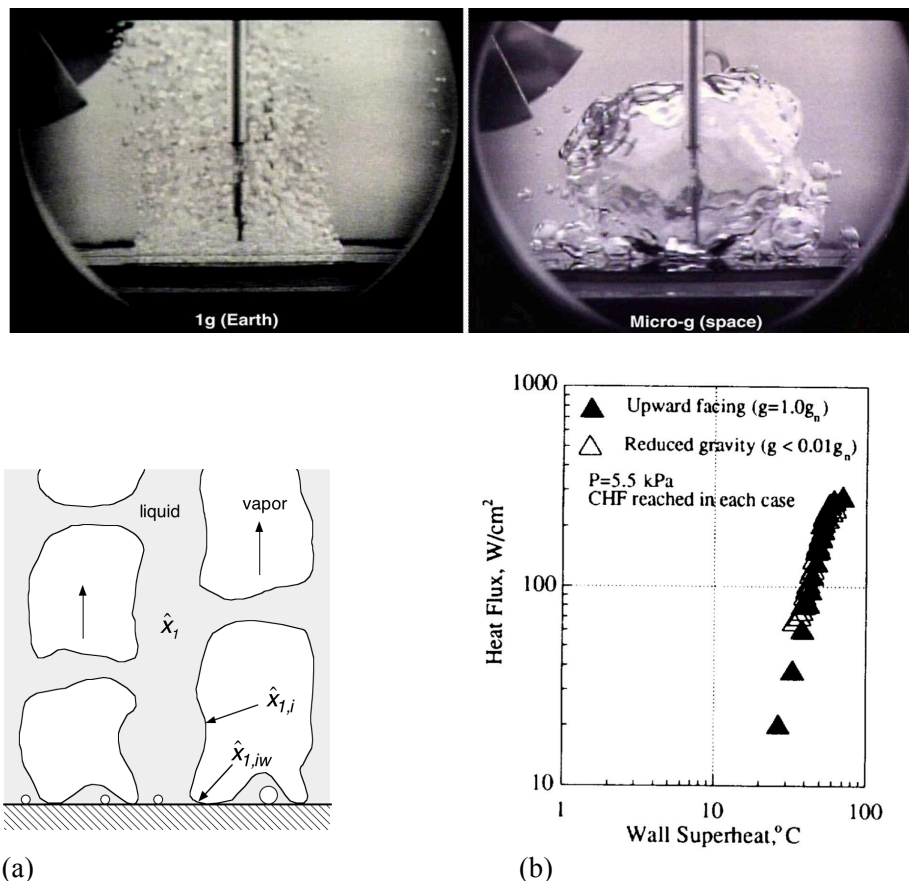 1g (Earth)
Micro-g (space)
liquid
vapor
x̂1
x̂1,i
x̂1,iw
(a)
1000
Upward facing (g=1.0gn)
Reduced gravity (g < 0.01gn)
P=5.5 kPa
CHF reached in each case
Heat Flux, W/cm²
100
10
1
10
100
Wall Superheat,°C
(b)